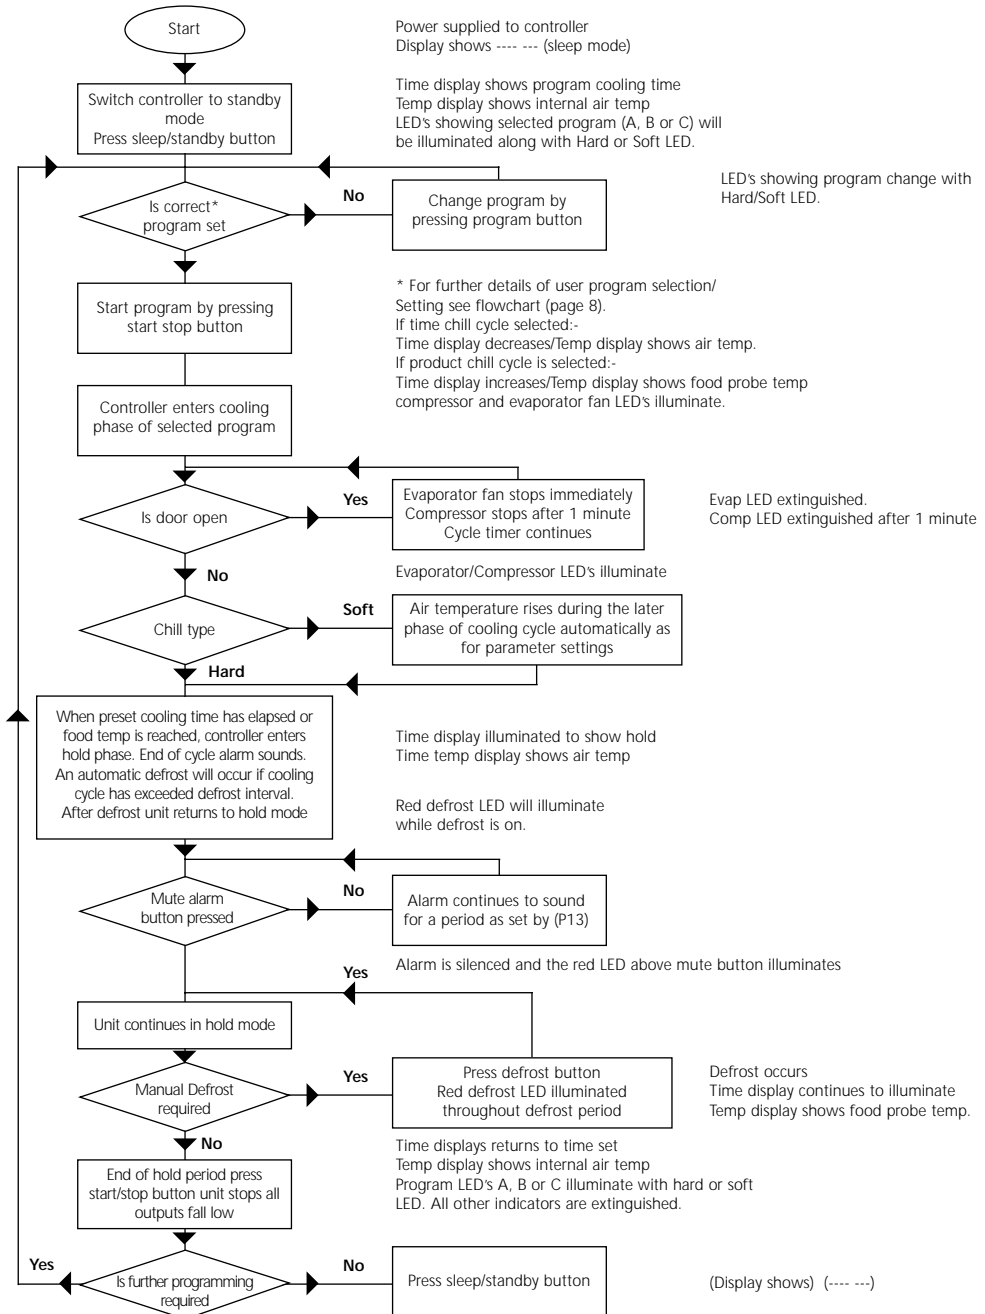 Start
Power supplied to controller
Display shows ---- --- (sleep mode)
Switch controller to standby
mode
Press sleep/standby button
Time display shows program cooling time
Temp display shows internal air temp
LED's showing selected program (A, B or C) will
be illuminated along with Hard or Soft LED.
Is correct*
program set
No
Change program by
pressing program button
LED's showing program change with
Hard/Soft LED.
Start program by pressing
start stop button
* For further details of user program selection/
Setting see flowchart (page 8).
If time chill cycle selected:-
Time display decreases/Temp display shows air temp.
If product chill cycle is selected:-
Time display increases/Temp display shows food probe temp
compressor and evaporator fan LED's illuminate.
Controller enters cooling
phase of selected program
Is door open
Yes
Evaporator fan stops immediately
Compressor stops after 1 minute
Cycle timer continues
Evap LED extinguished.
Comp LED extinguished after 1 minute
No
Evaporator/Compressor LED's illuminate
Chill type
Soft
Air temperature rises during the later
phase of cooling cycle automatically as
for parameter settings
Hard
When preset cooling time has elapsed or
food temp is reached, controller enters
hold phase. End of cycle alarm sounds.
An automatic defrost will occur if cooling
cycle has exceeded defrost interval.
After defrost unit returns to hold mode
Time display illuminated to show hold
Time temp display shows air temp
Red defrost LED will illuminate
while defrost is on.
Mute alarm
button pressed
No
Alarm continues to sound
for a period as set by (P13)
Yes
Alarm is silenced and the red LED above mute button illuminates
Unit continues in hold mode
Manual Defrost
required
Yes
Press defrost button
Red defrost LED illuminated
throughout defrost period
Defrost occurs
Time display continues to illuminate
Temp display shows food probe temp.
No
End of hold period press
start/stop button unit stops all
outputs fall low
Time displays returns to time set
Temp display shows internal air temp
Program LED's A, B or C illuminate with hard or soft
LED. All other indicators are extinguished.
Yes
Is further programming
required
No
Press sleep/standby button
(Display shows) (---- ---)